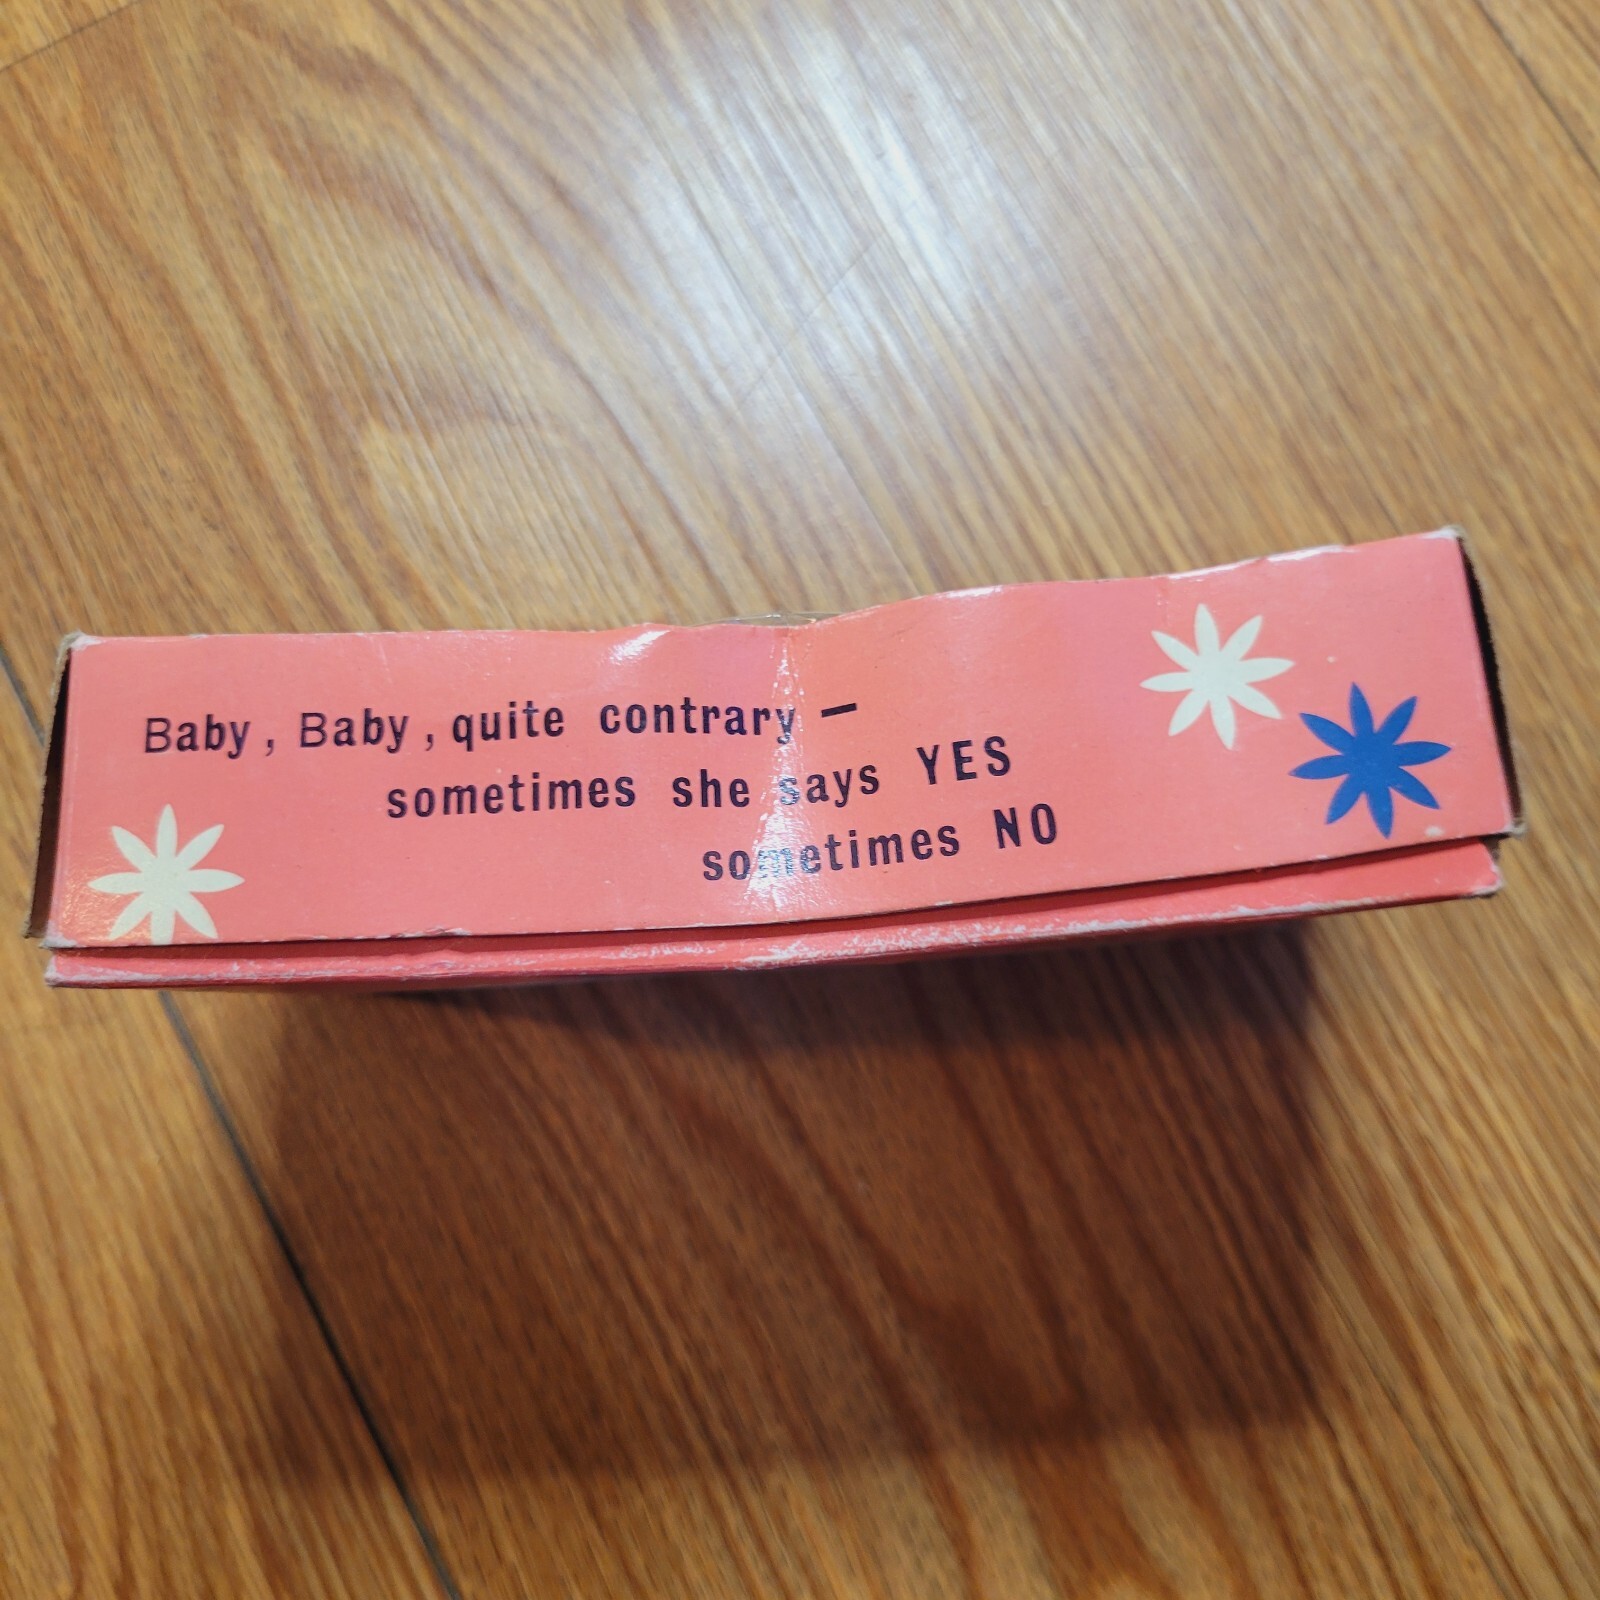 Baby, Baby, quite contrary –
sometimes she says YES
sometimes NO